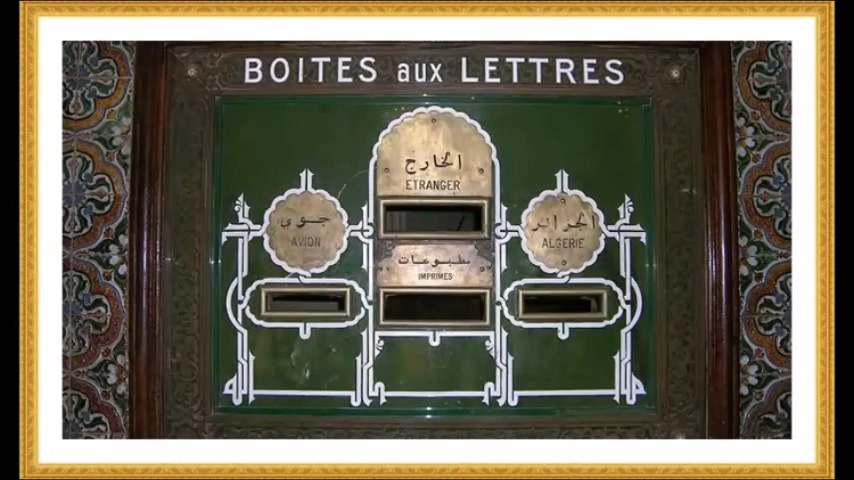 BOITES aux LETTRES
الخارج
ETRANGER
جوي
AVION
الجزائر
ALGERIE
مطبوعات
IMPRIMES